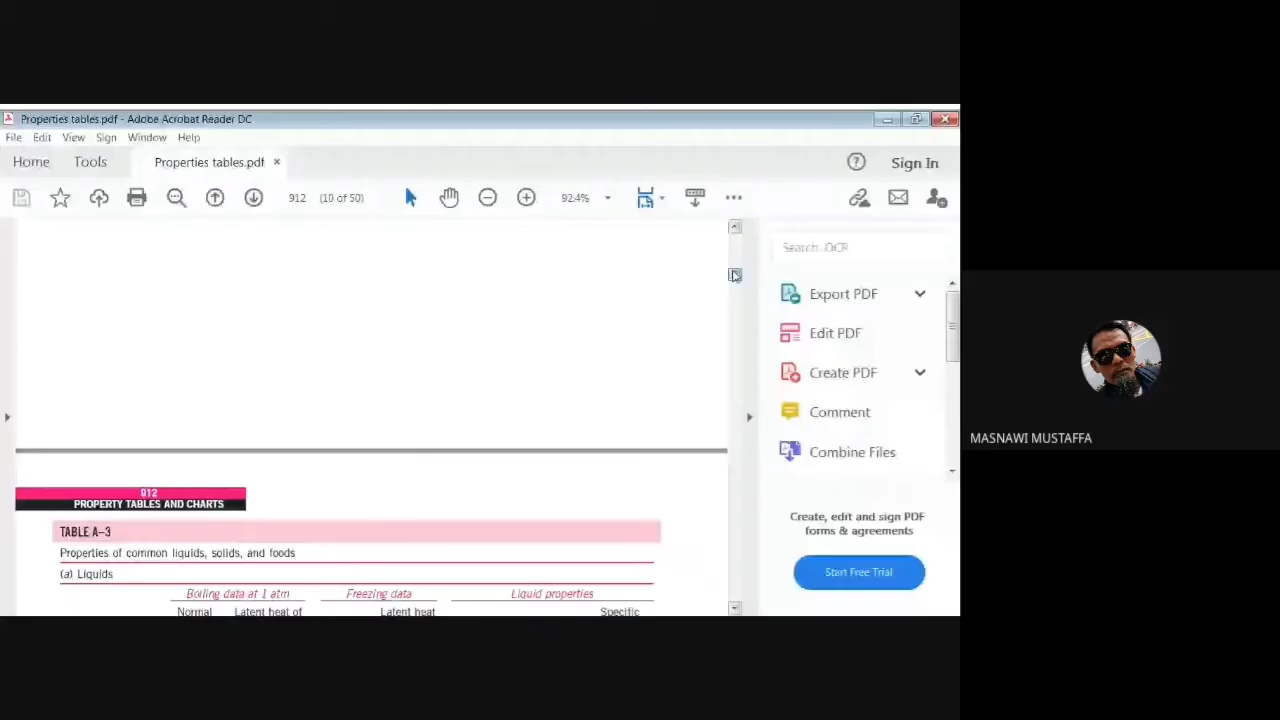 Properties tables.pdf - Adobe Acrobat Reader DC
File Edit View Sign Window Help
Home Tools Properties tables.pdf × Sign In
912 (10 of 50) 92.4%
Search 'OCR'
Export PDF
Edit PDF
Create PDF
Comment
Combine Files
Create, edit and sign PDF
forms & agreements
Start Free Trial
912
PROPERTY TABLES AND CHARTS
TABLE A–3
Properties of common liquids, solids, and foods
(a) Liquids
Boiling data at 1 atm Freezing data Liquid properties
Normal Latent heat of Latent heat Specific
MASNAWI MUSTAFFA